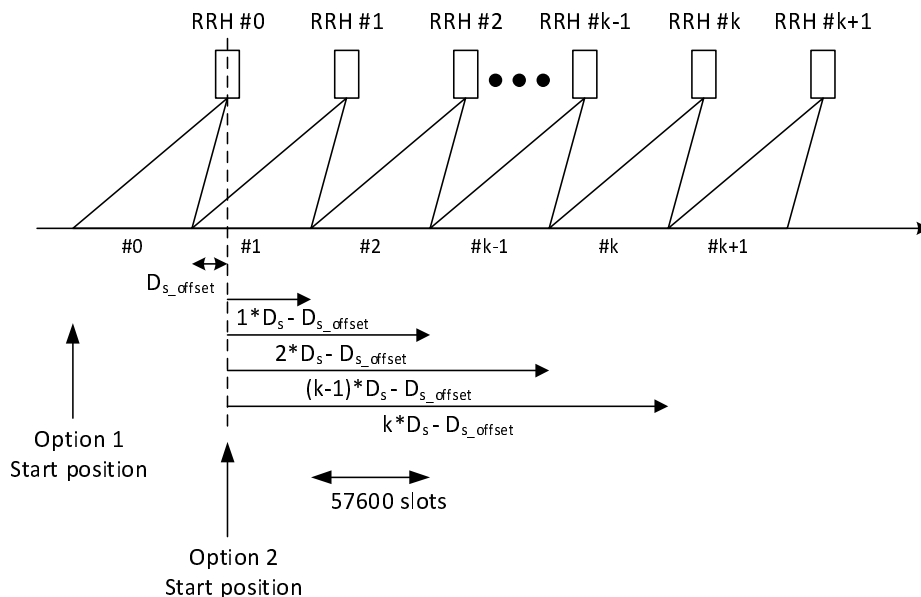 RRH #0 RRH #1 RRH #2 RRH #k-1 RRH #k RRH #k+1
#0 #1 #2 #k-1 #k #k+1
Ds_offset
1*Ds - Ds_offset
2*Ds - Ds_offset
(k-1)*Ds - Ds_offset
k*Ds - Ds_offset
Option 1
Start position
57600 slots
Option 2
Start position